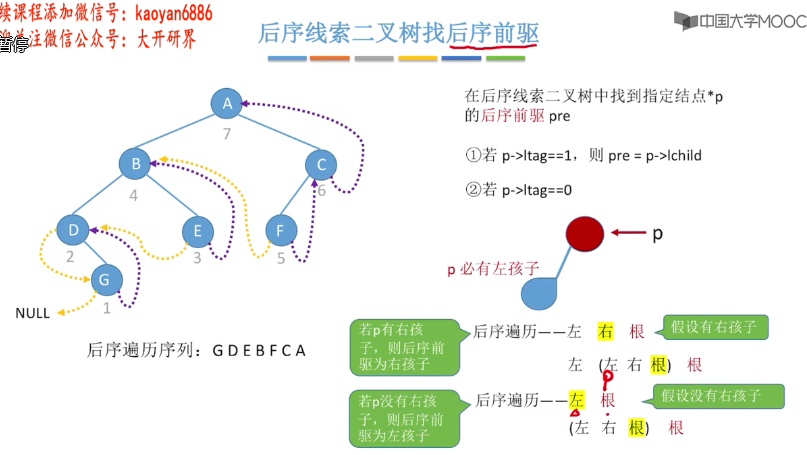 续课程添加微信号：kaoyan6886
关注微信公众号：大开研界
暂停
中国大学MOOC
后序线索二叉树找后序前驱
A
7
B
4
C
6
D
2
E
3
F
5
G
1
NULL
后序遍历序列：G D E B F C A
在后序线索二叉树中找到指定结点*p
的后序前驱 pre
①若 p->ltag==1，则 pre = p->lchild
②若 p->ltag==0
p
p 必有左孩子
若p有右孩
子，则后序前
驱为右孩子
后序遍历——左 右 根
假设有右孩子
左 (左 右 根) 根
p
若p没有右孩
子，则后序前
驱为左孩子
后序遍历——左 根
假设没有右孩子
(左 右 根) 根